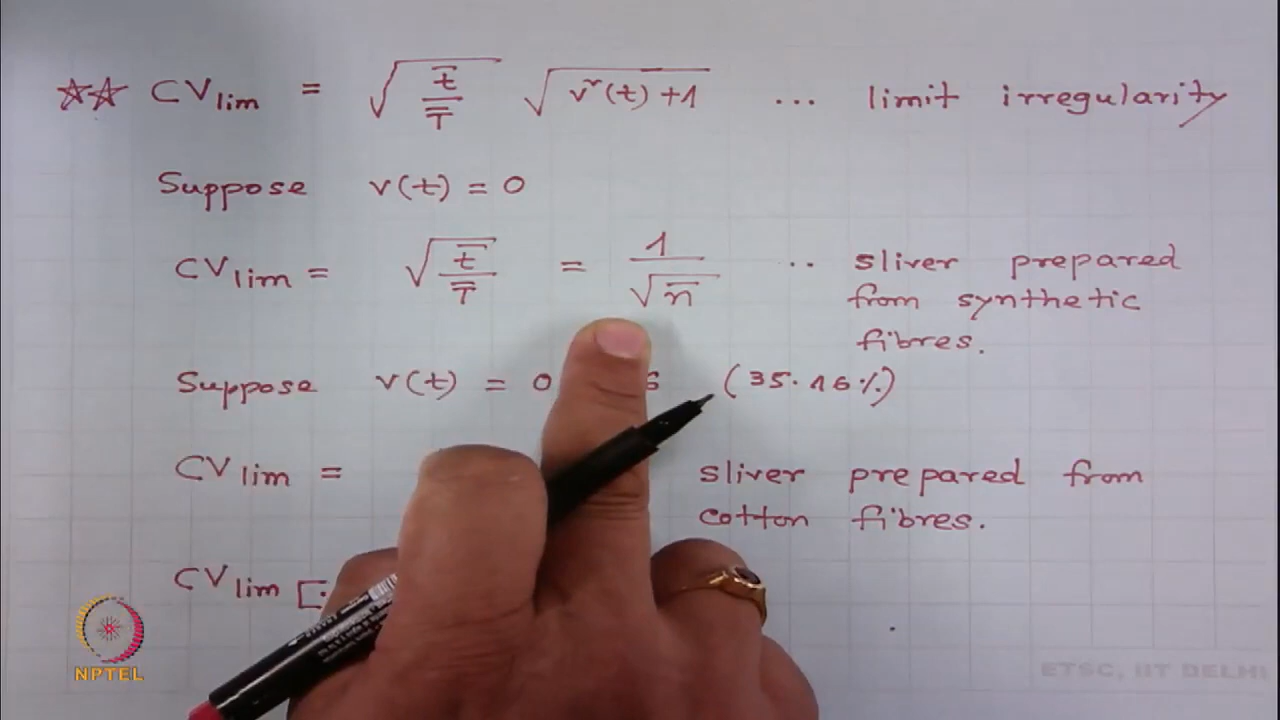 ☆☆ CVlim = √(t̄/T̿) √(v²(t)+1) ... limit irregularity
Suppose v(t) = 0
CVlim = √(t̄/T̿) = 1/√n̄ .. sliver prepared
from synthetic
fibres.
Suppose v(t) = 0 6 (35.16%)
CVlim = sliver prepared from
cotton fibres.
CVlim [
NPTEL
ETSC, IIT DELHI